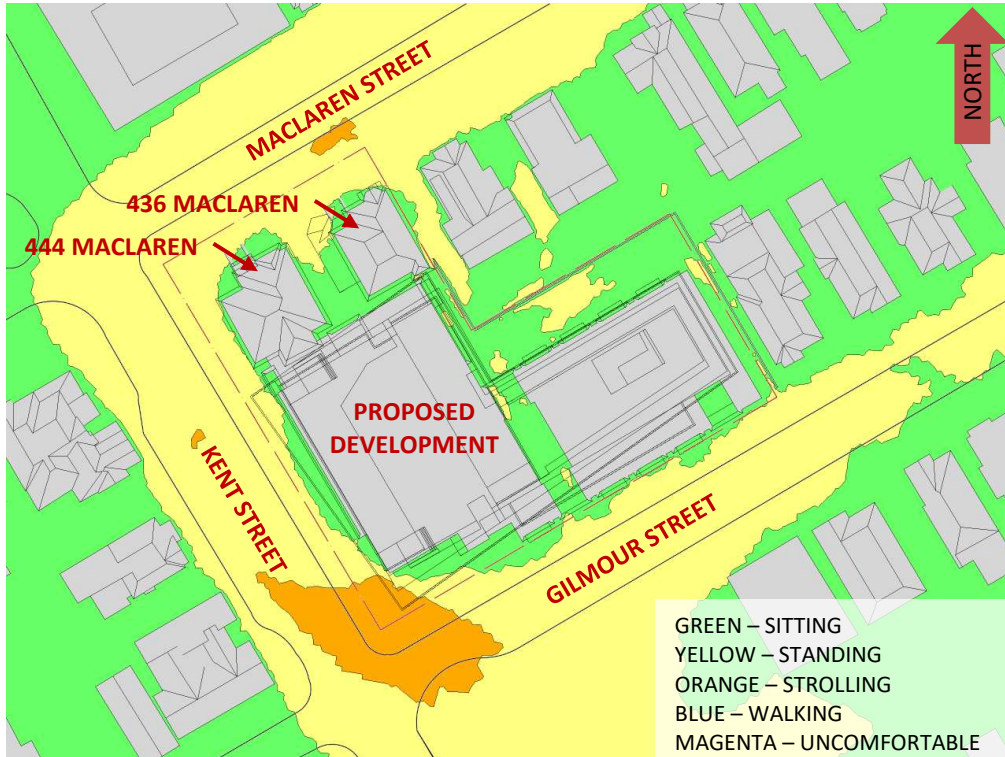 NORTH
MACLAREN STREET
436 MACLAREN
444 MACLAREN
PROPOSED
DEVELOPMENT
KENT STREET
GILMOUR STREET
GREEN – SITTING
YELLOW – STANDING
ORANGE – STROLLING
BLUE – WALKING
MAGENTA – UNCOMFORTABLE